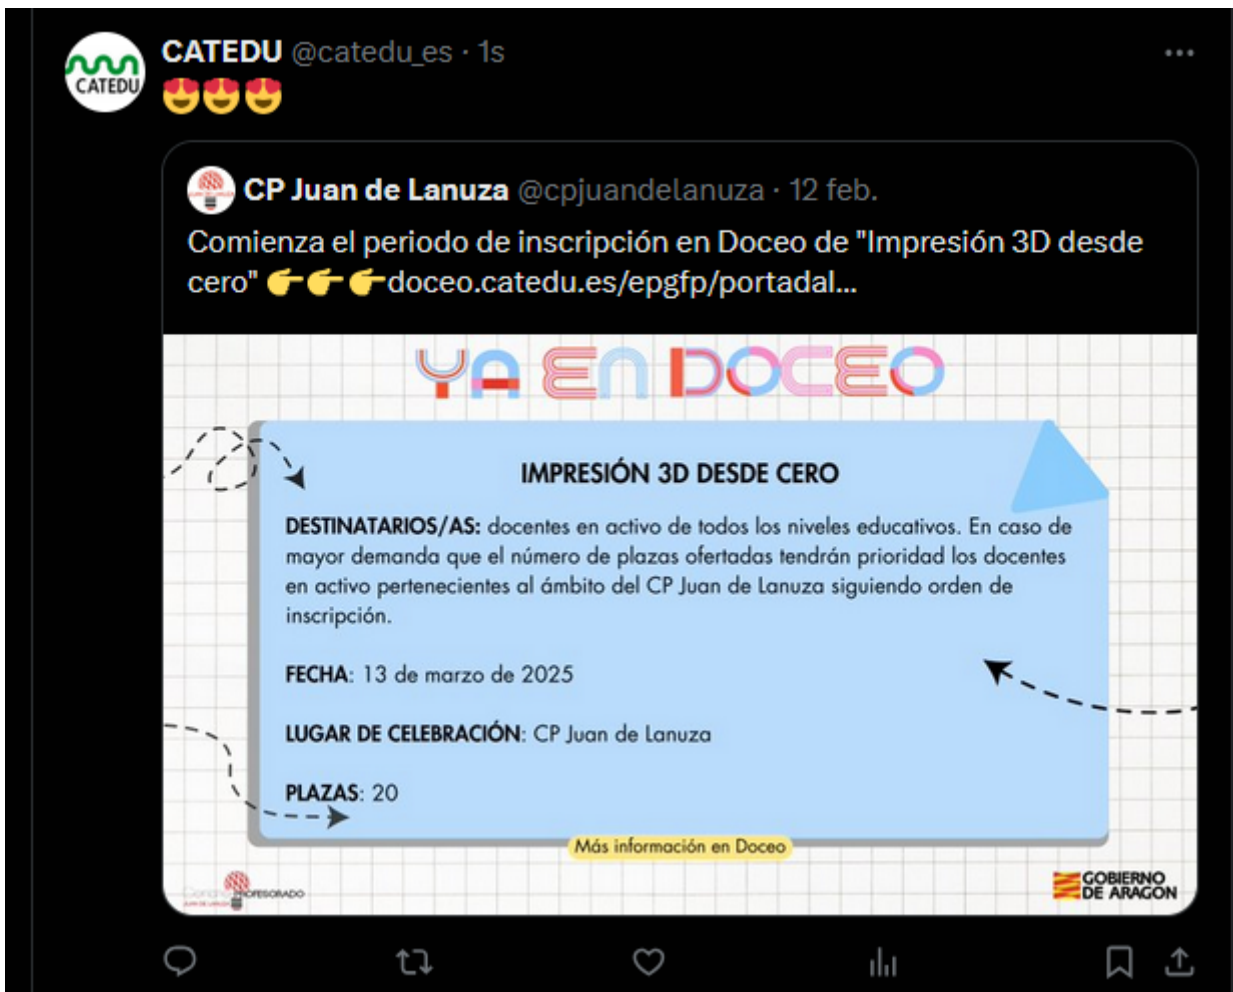 CATEDU @catedu_es · 1s
CATEDU
😍😍😍
CP Juan de Lanuza @cpjuandelanuza · 12 feb.
Comienza el periodo de inscripción en Doceo de "Impresión 3D desde
cero" 👉👉👉doceo.catedu.es/epgfp/portadal...
YA EN DOCEO
IMPRESIÓN 3D DESDE CERO
DESTINATARIOS/AS: docentes en activo de todos los niveles educativos. En caso de
mayor demanda que el número de plazas ofertadas tendrán prioridad los docentes
en activo pertenecientes al ámbito del CP Juan de Lanuza siguiendo orden de
inscripción.
FECHA: 13 de marzo de 2025
LUGAR DE CELEBRACIÓN: CP Juan de Lanuza
PLAZAS: 20
Más información en Doceo
PROFESORADO
GOBIERNO
DE ARAGON